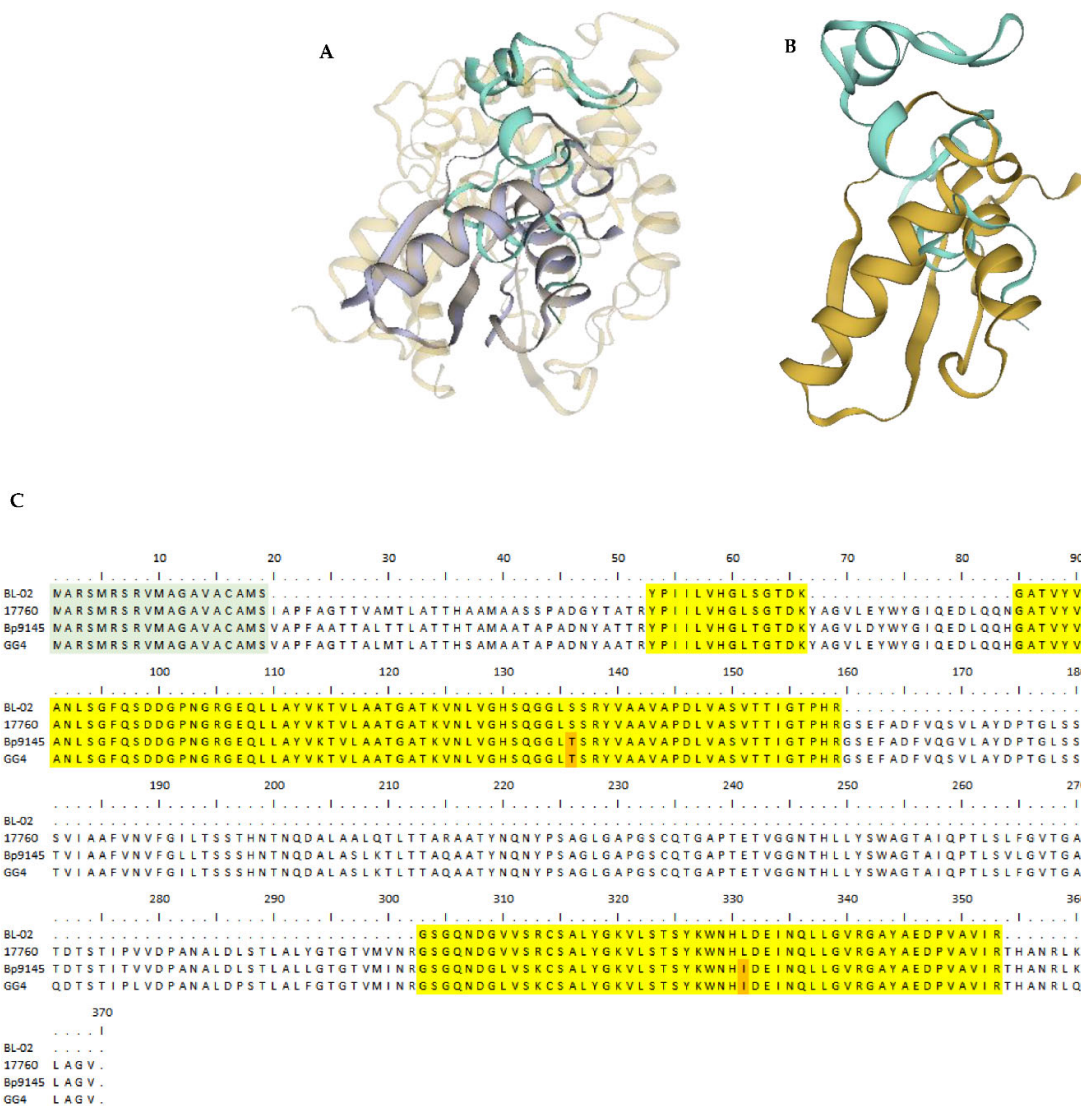 A
B
C
10 20 30 40 50 60 70 80 90
....|....|....|....|....|....|....|....|....|....|....|....|....|....|....|....|....|....|
BL-02 MARSMRSRVMAGAVACAMS.................................YPIILVHGLSGTDK..................GATVYV
17760 MARSMRSRVMAGAVACAMSIAPFAGTTVAMTLATTHAAMAASSPADGYTATRYPIILVHGLSGTDKYAGVLEYWYGIQEDLQQNGATVYV
Bp9145 MARSMRSRVMAGAVACAMSVAPFAATTALTTLATTHTAMAATAPADNYATTRYPIILVHGLTGTDKYAGVLDYWYGIQEDLQQHGATVYV
GG4 MARSMRSRVMAGAVACAMSVAPFAGTTALMTLATTHSAMAATAPADNYAATRYPIILVHGLTGTDKYAGVLEYWYGIQEDLQQHGATVYV
100 110 120 130 140 150 160 170 180
....|....|....|....|....|....|....|....|....|....|....|....|....|....|....|....|....|....|
BL-02 ANLSGFQSDDGPNGRGEQLLAYVKTVLAATGATKVNLVGHSQGGLSSRYVAAVAPDLVASVTTIGTPHR.....................
17760 ANLSGFQSDDGPNGRGEQLLAYVKTVLAATGATKVNLVGHSQGGLSSRYVAAVAPDLVASVTTIGTPHRGSEFADFVQSVLAYDPTGLSS
Bp9145 ANLSGFQSDDGPNGRGEQLLAYVKTVLAATGATKVNLVGHSQGGLTSRYVAAVAPDLVASVTTIGTPHRGSEFADFVQGVLAYDPTGLSS
GG4 ANLSGFQSDDGPNGRGEQLLAYVKTVLAATGATKVNLVGHSQGGLTSRYVAAVAPDLVASVTTIGTPHRGSEFADFVQSVLAYDPTGLSS
190 200 210 220 230 240 250 260 270
....|....|....|....|....|....|....|....|....|....|....|....|....|....|....|....|....|....|
BL-02 ..........................................................................................
17760 SVIAAFVNVFGILTSSTHNTNQDALAALQTLTTARAATYNQNYPSAGLGAPGSCQTGAPTETVGGNTHLLYSWAGTAIQPTLSLFGVTGA
Bp9145 TVIAAFVNVFGLLTSSSHNTNQDALASLKTLTTAQAATYNQNYPSAGLGAPGSCQTGAPTETVGGNTHLLYSWAGTAIQPTLSVLGVTGA
GG4 TVIAAFVNVFGILTSSSHNTNQDALASLKTLTTAQAATYNQNYPSAGLGAPGSCQTGAPTETVGGNTHLLYSWAGTAIQPTLSLFGVTGA
280 290 300 310 320 330 340 350 360
....|....|....|....|....|....|....|....|....|....|....|....|....|....|....|....|....|....|
BL-02 ................................GSGQNDGVVSRCSALYGKVLSTSYKWNHLDEINQLLGVRGAYAEDPVAVIR.......
17760 TDTSTIPVVDPANALDLSTLALYGTGTVMVNRGSGQNDGVVSRCSALYGKVLSTSYKWNHLDEINQLLGVRGAYAEDPVAVIRTHANRLK
Bp9145 TDTSTITVVDPANALDLSTLALLGTGTVMINRGSGQNDGLVSKCSALYGKVLSTSYKWNHIDEINQLLGVRGAYAEDPVAVIRTHANRLK
GG4 QDTSTIPLVDPANALDPSTLALFGTGTVMINRGSGQNDGLVSKCSALYGKVLSTSYKWNHIDEINQLLGVRGAYAEDPVAVIRTHANRLQ
370
....|
BL-02 .....
17760 LAGV.
Bp9145 LAGV.
GG4 LAGV.